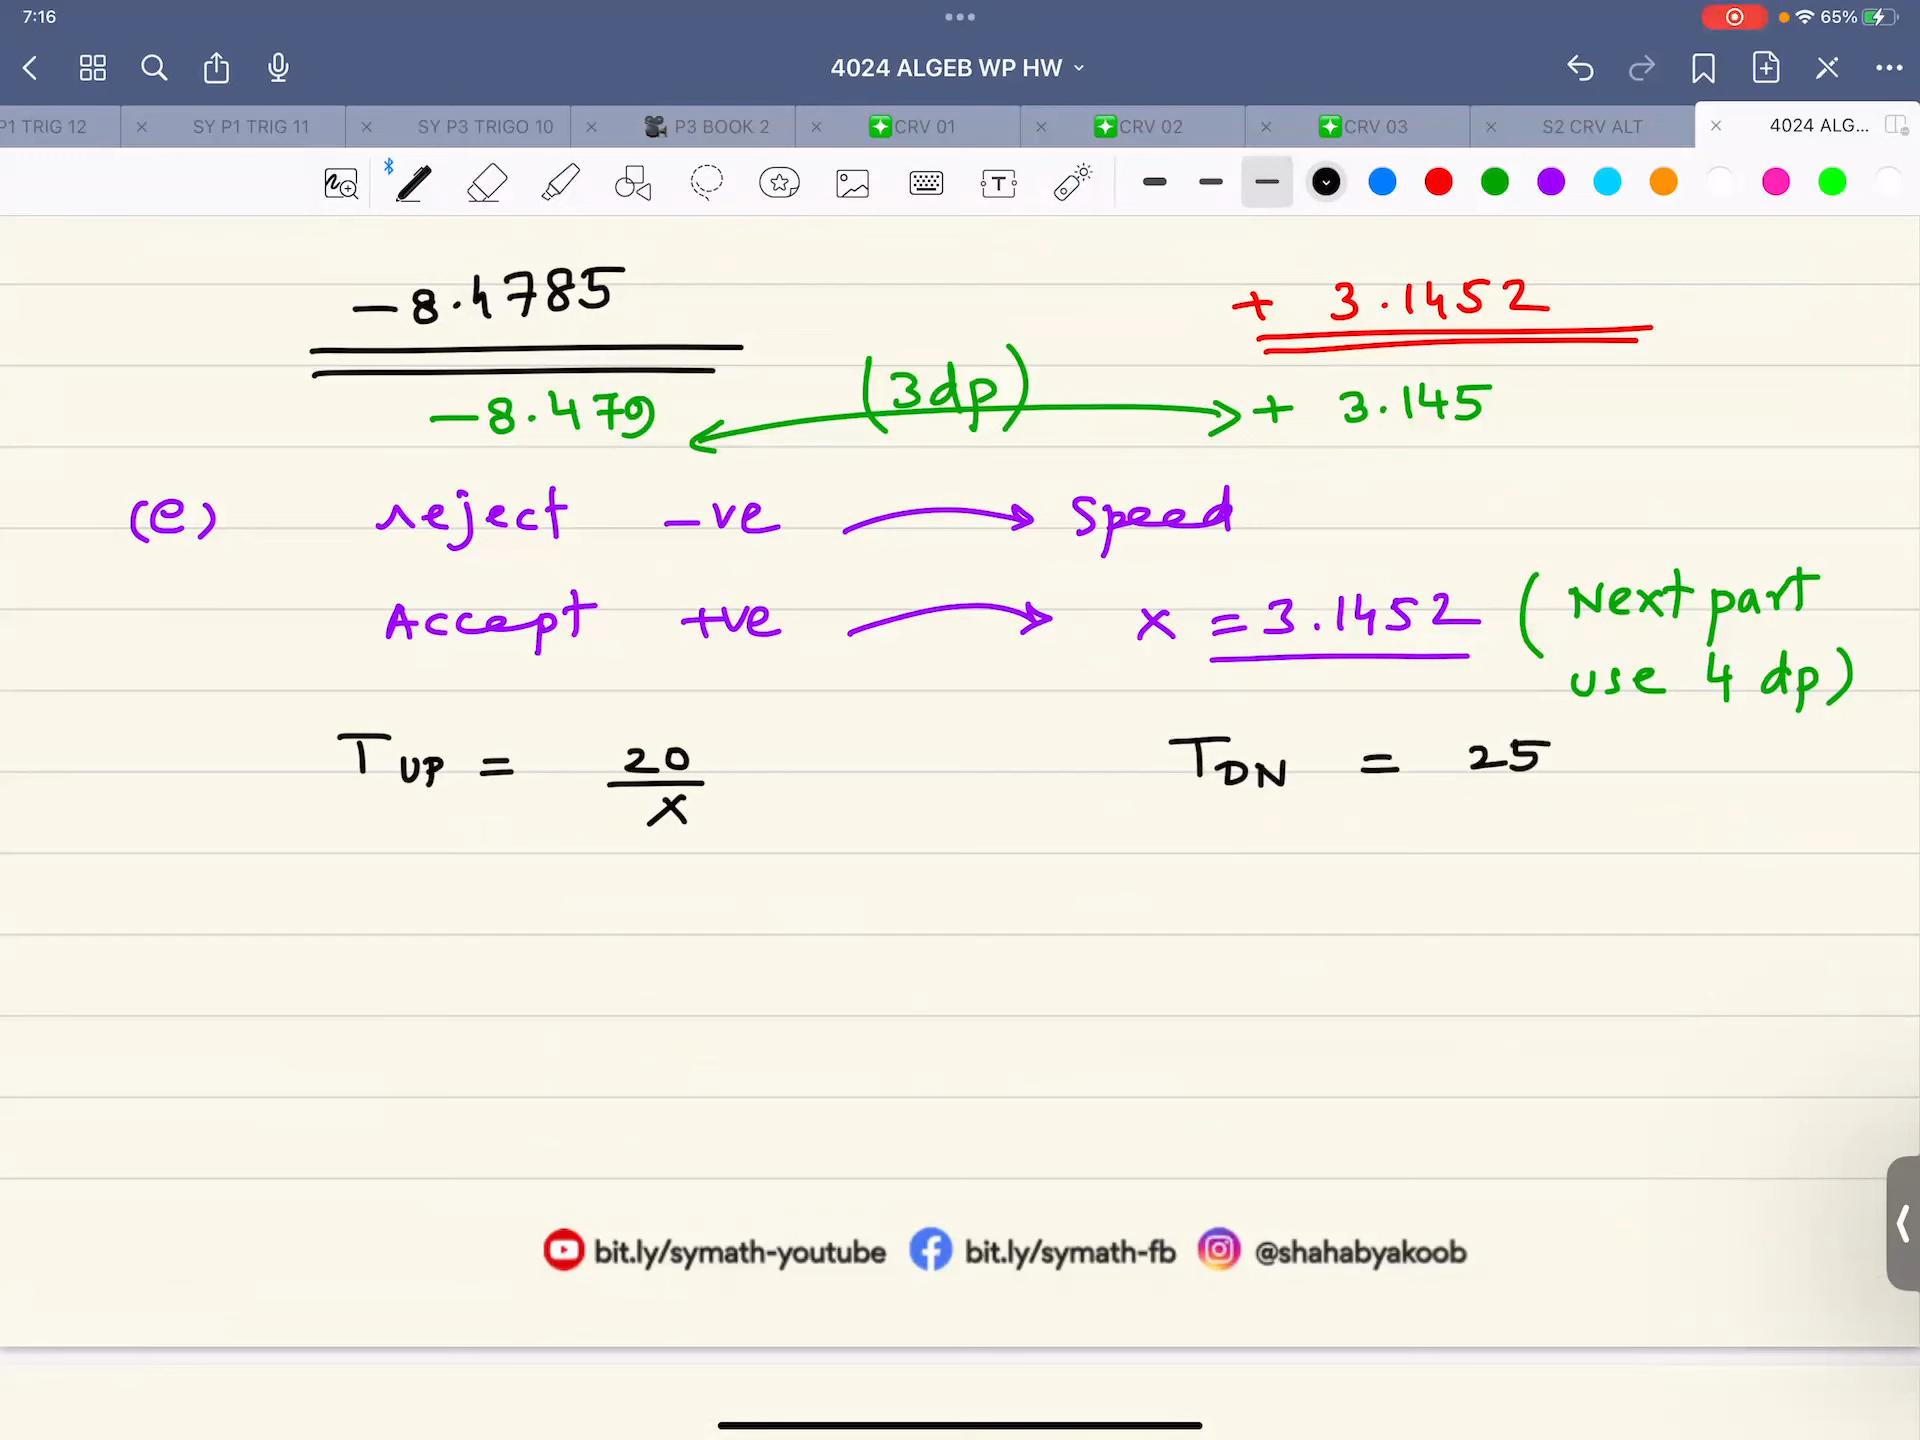 7:16
65%
4024 ALGEB WP HW
P1 TRIG 12
SY P1 TRIG 11
SY P3 TRIGO 10
P3 BOOK 2
CRV 01
CRV 02
CRV 03
S2 CRV ALT
4024 ALG...
T
-8.4785
+ 3.1452
(3dp)
-8.479
+ 3.145
(e) reject -ve → Speed
Accept +ve → x = 3.1452 (Next part
use 4 dp)
T UP = 20/x
T DN = 25
bit.ly/symath-youtube bit.ly/symath-fb @shahabyakoob